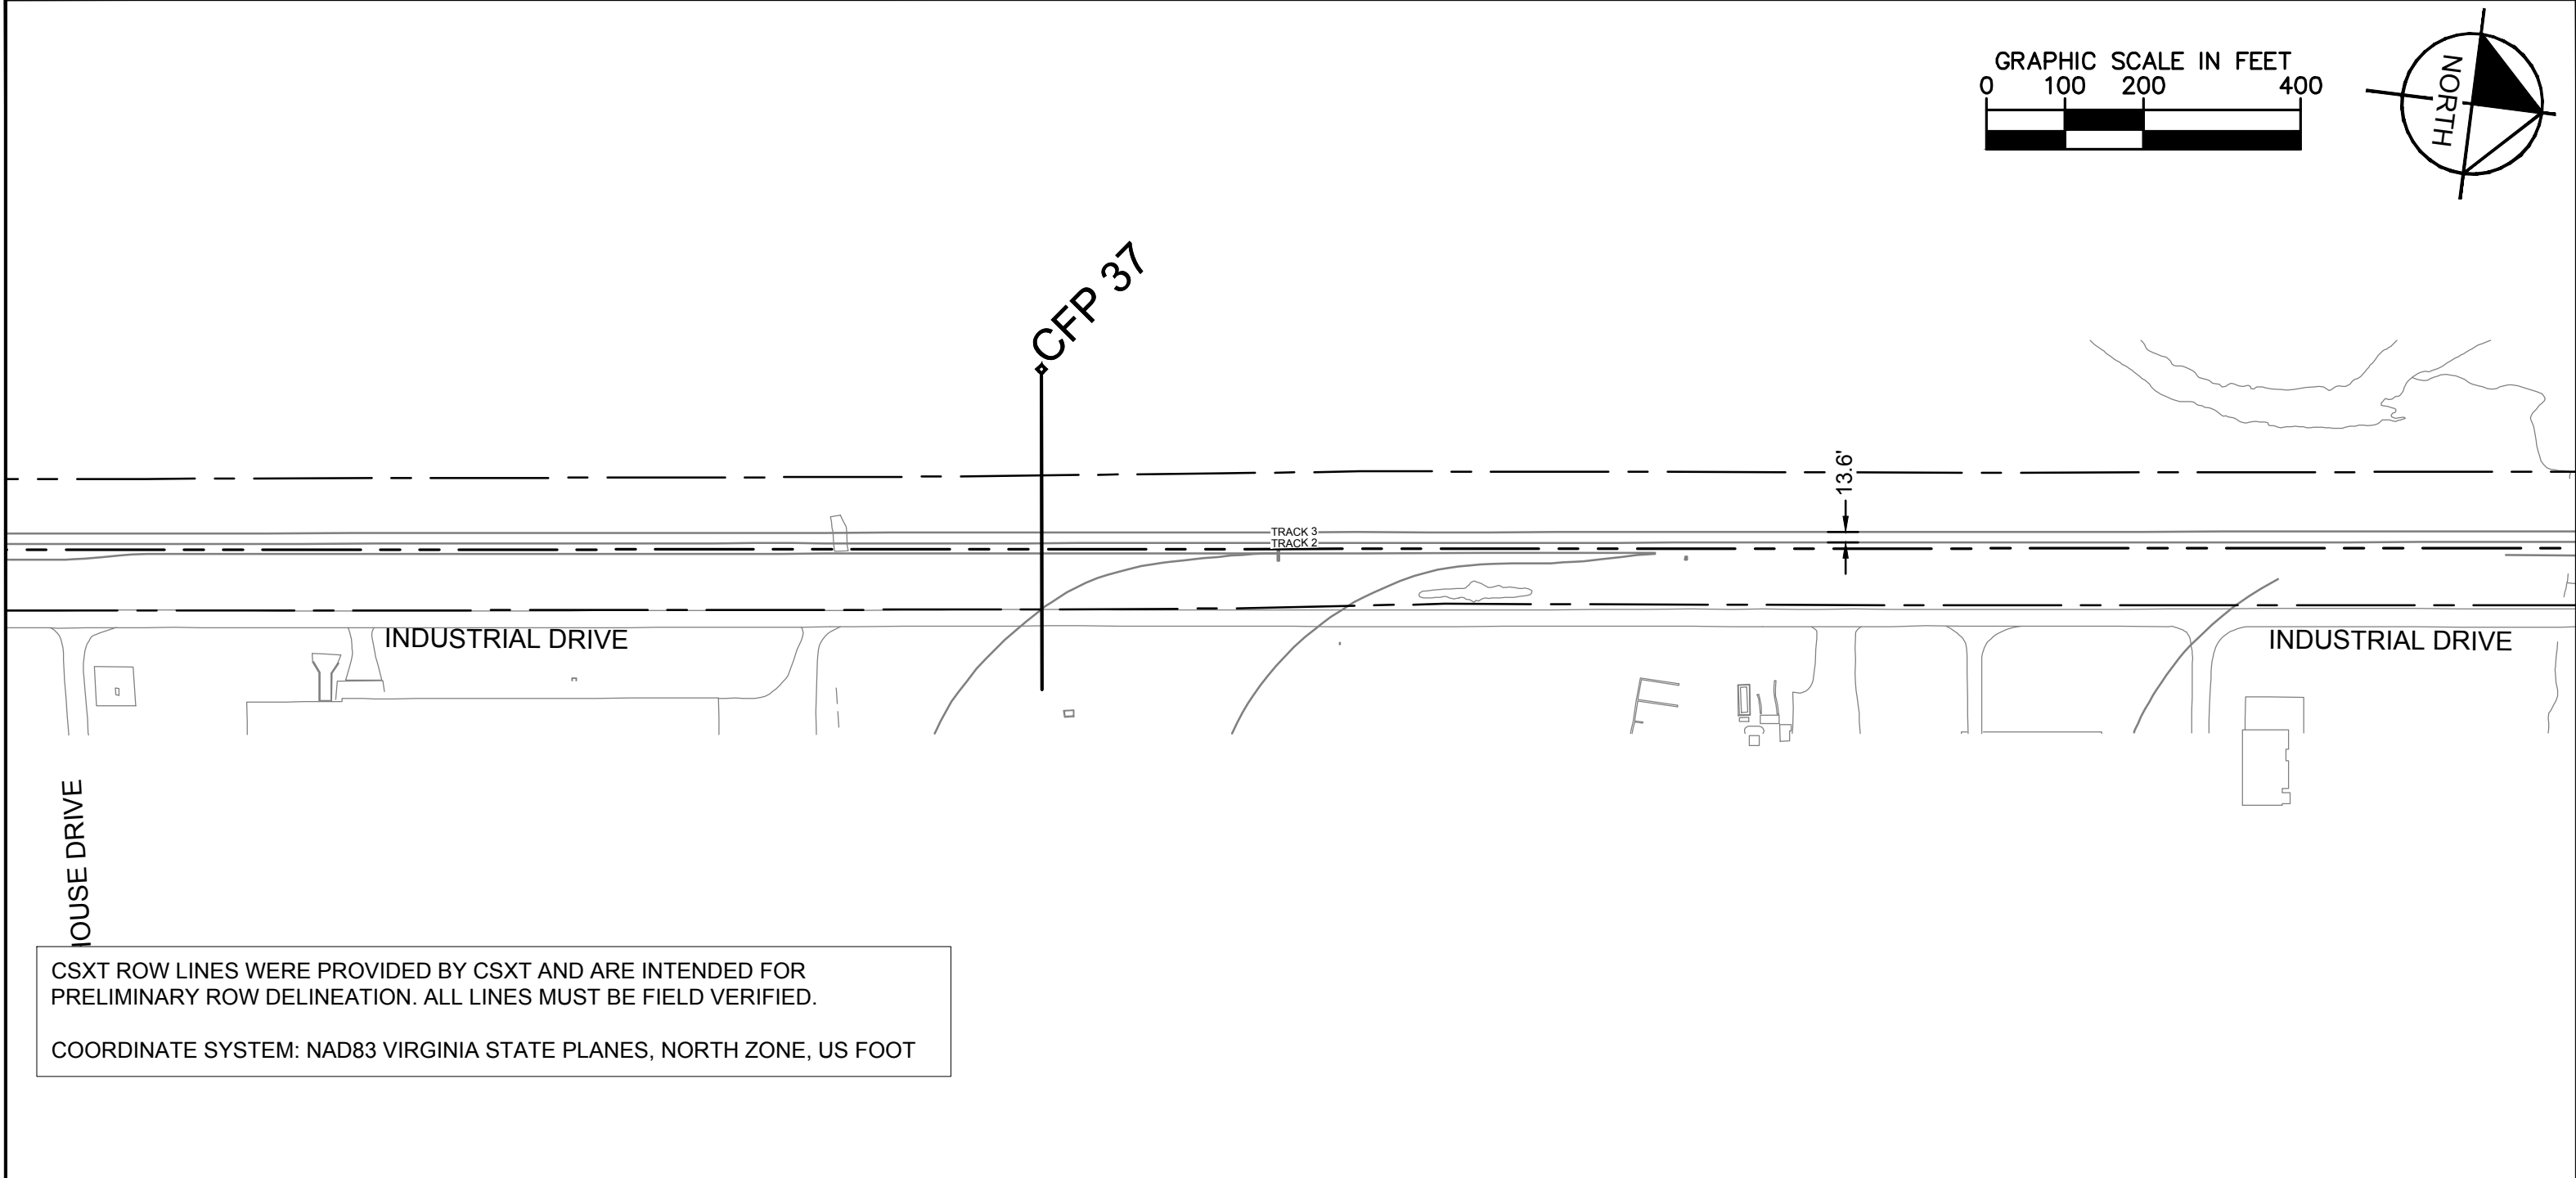 GRAPHIC SCALE IN FEET
0 100 200 400
NORTH
CFP 37
13.6'
TRACK 3
TRACK 2
INDUSTRIAL DRIVE
INDUSTRIAL DRIVE
DRIVE
CSXT ROW LINES WERE PROVIDED BY CSXT AND ARE INTENDED FOR
PRELIMINARY ROW DELINEATION. ALL LINES MUST BE FIELD VERIFIED.
COORDINATE SYSTEM: NAD83 VIRGINIA STATE PLANES, NORTH ZONE, US FOOT